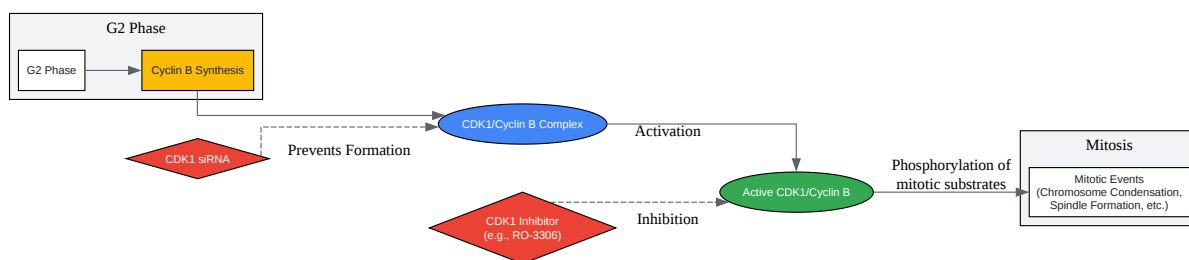 G2 Phase
G2 Phase
Cyclin B Synthesis
CDK1/Cyclin B Complex
Activation
CDK1 siRNA
Prevents Formation
Mitosis
Phosphorylation of
mitotic substrates
Mitotic Events
(Chromosome Condensation,
Spindle Formation, etc.)
Active CDK1/Cyclin B
CDK1 Inhibitor
(e.g., RO-3306)
Inhibition